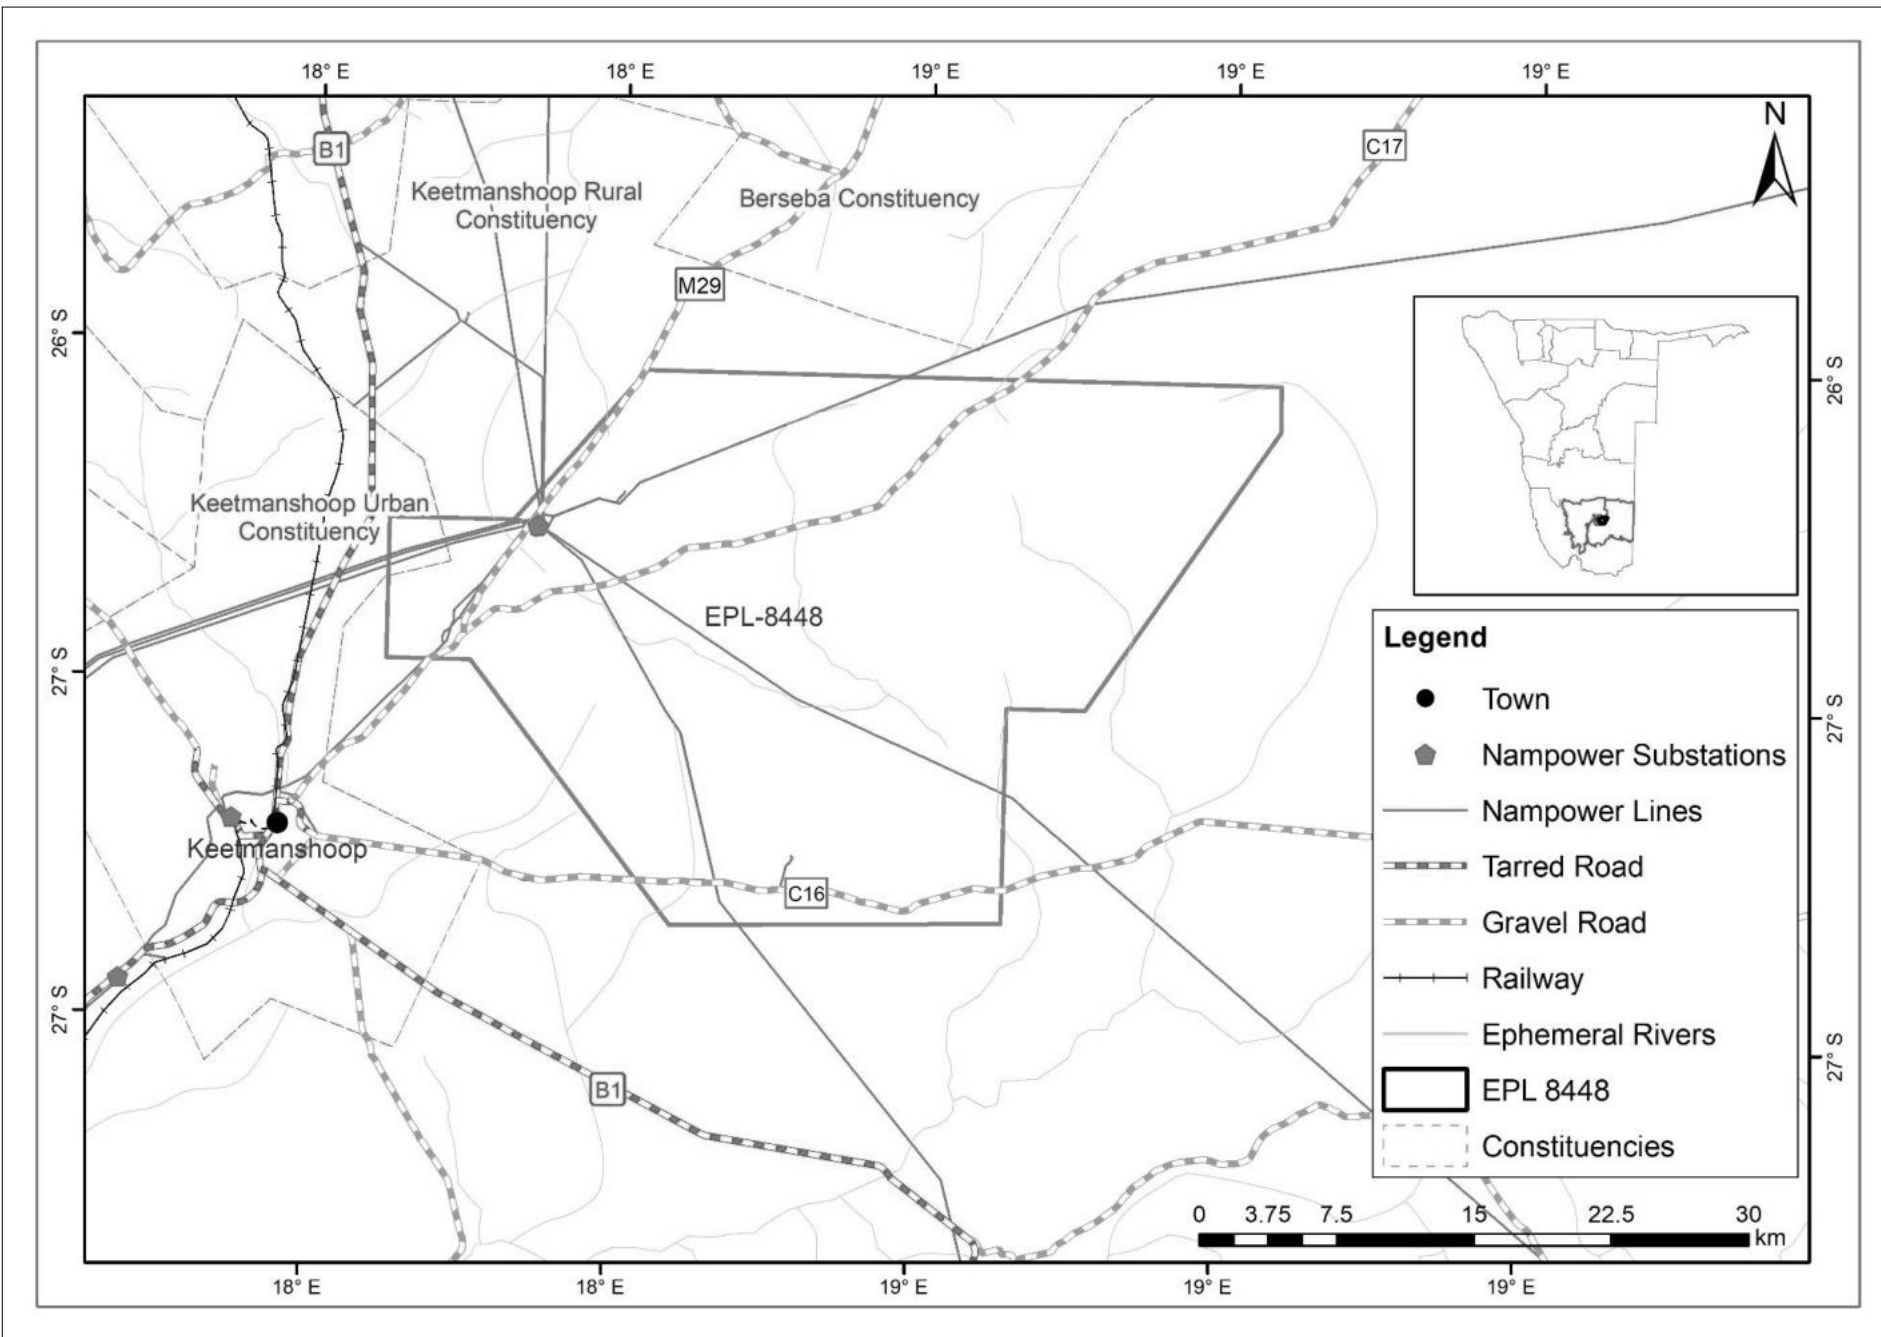 18° E 18° E 19° E 19° E 19° E
N
B1
C17
Keetmanshoop Rural
Constituency
Berseba Constituency
M29
26° S
26° S
Keetmanshoop Urban
Constituency
EPL-8448
27° S
27° S
Keetmanshoop
C16
27° S
27° S
B1
Legend
Town
Nampower Substations
Nampower Lines
Tarred Road
Gravel Road
Railway
Ephemeral Rivers
EPL 8448
Constituencies
0 3.75 7.5 15 22.5 30
km
18° E 18° E 19° E 19° E 19° E